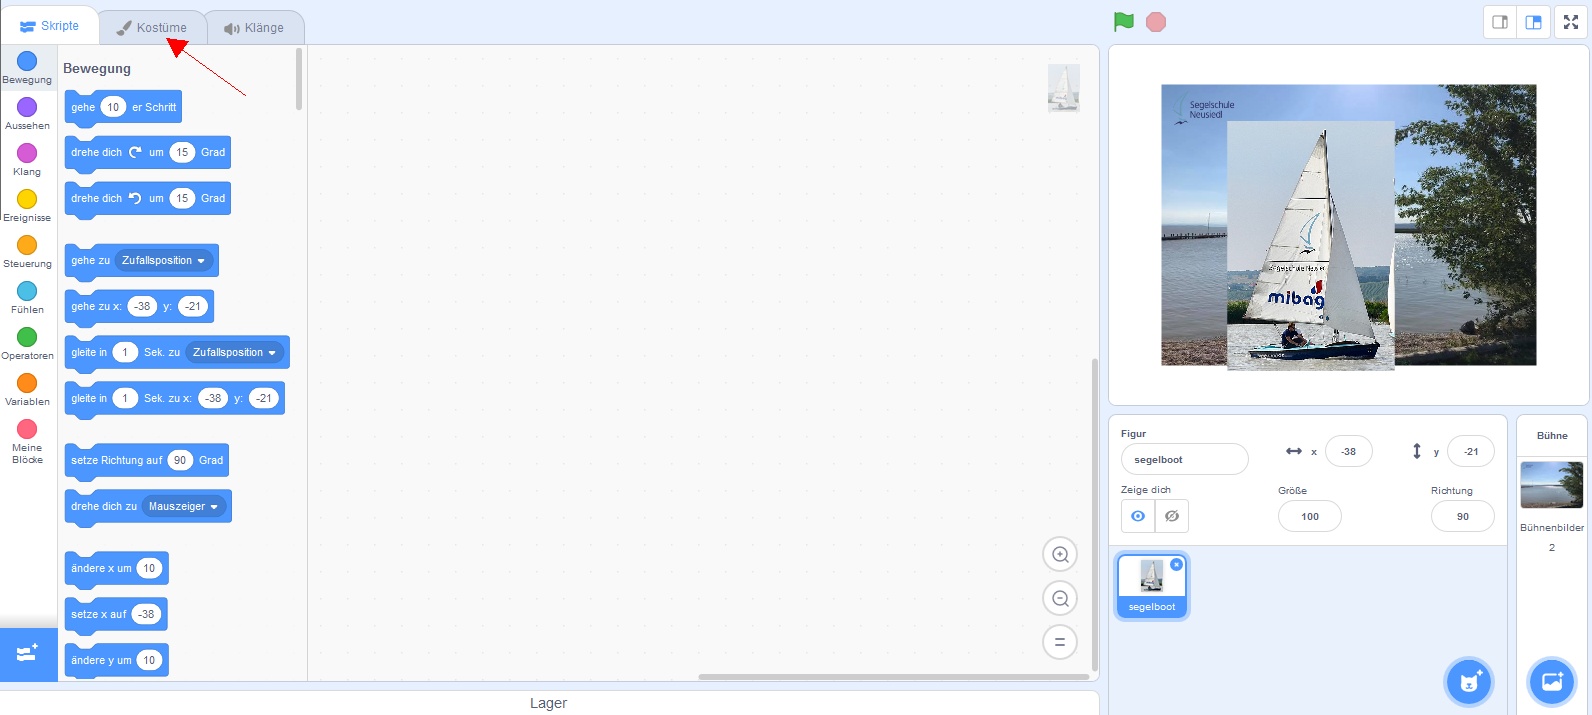 Skripte
Kostüme
Klänge
Bewegung
Aussehen
Klang
Ereignisse
Steuerung
Fühlen
Operatoren
Variablen
Meine
Blöcke
Bewegung
gehe 10 er Schritt
drehe dich um 15 Grad
drehe dich um 15 Grad
gehe zu Zufallsposition
gehe zu x: -38 y: -21
gleite in 1 Sek. zu Zufallsposition
gleite in 1 Sek. zu x: -38 y: -21
setze Richtung auf 90 Grad
drehe dich zu Mauszeiger
ändere x um 10
setze x auf -38
ändere y um 10
Lager
Segelschule
Neusiedl
mibag
Figur
segelboot
x -38
y -21
Zeige dich
Größe
100
Richtung
90
segelboot
Bühne
Bühnenbilder
2